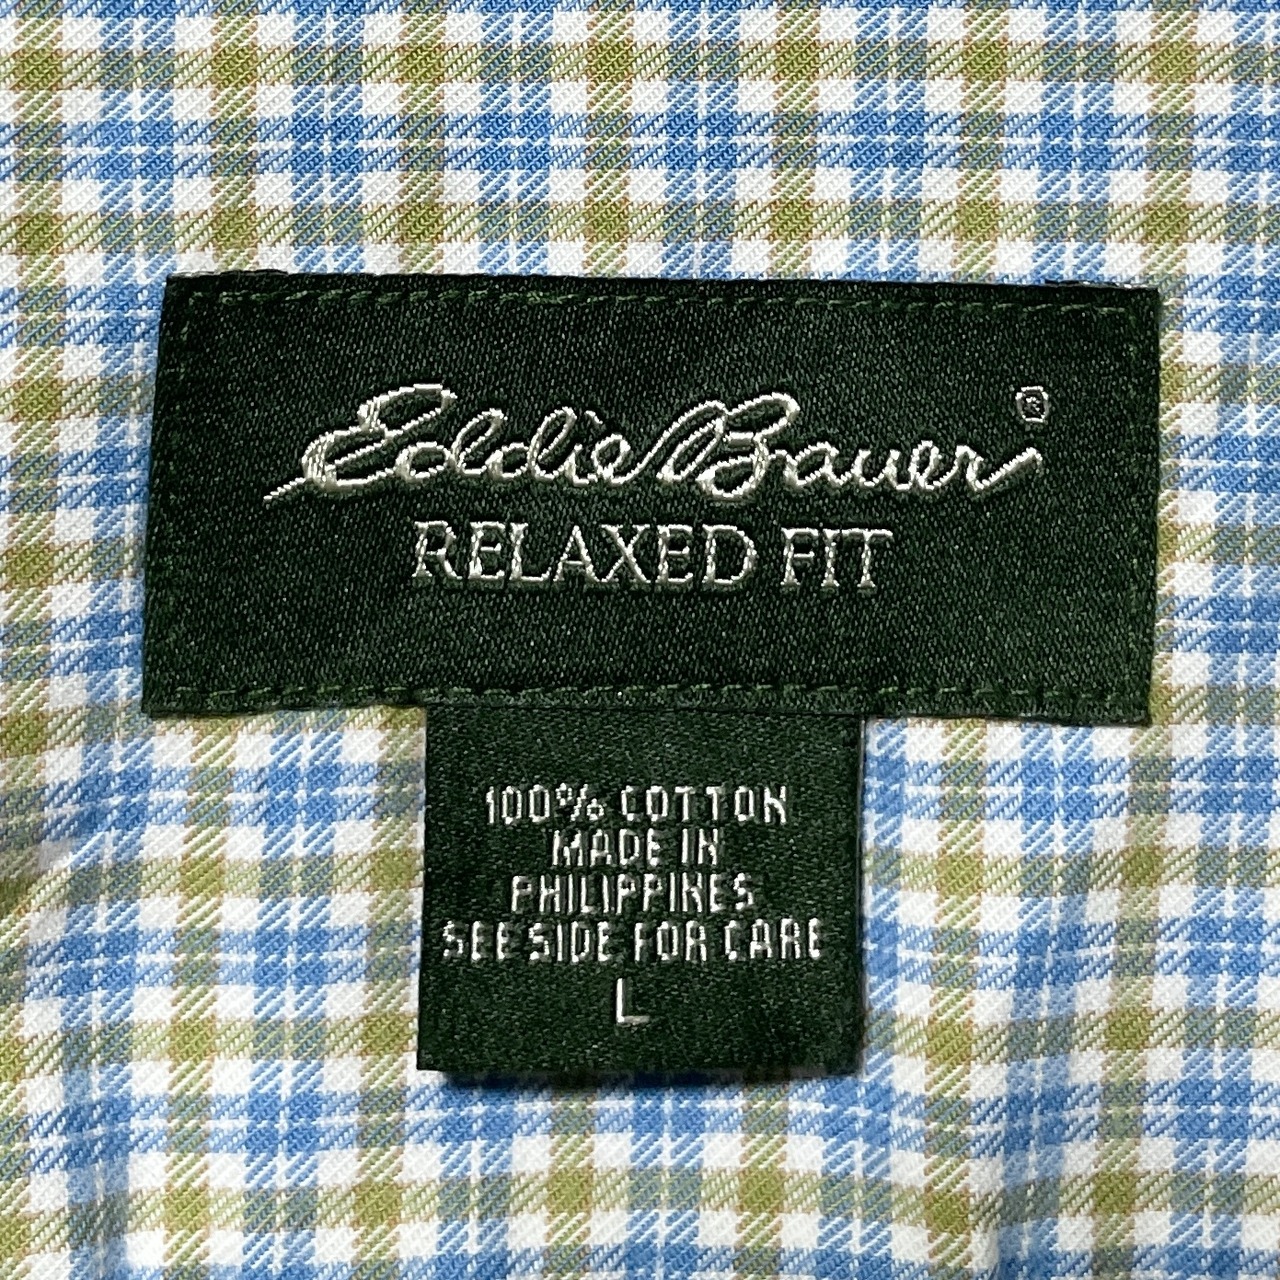 Eddie Bauer®
RELAXED FIT
100% COTTON
MADE IN
PHILIPPINES
SEE SIDE FOR CARE
L